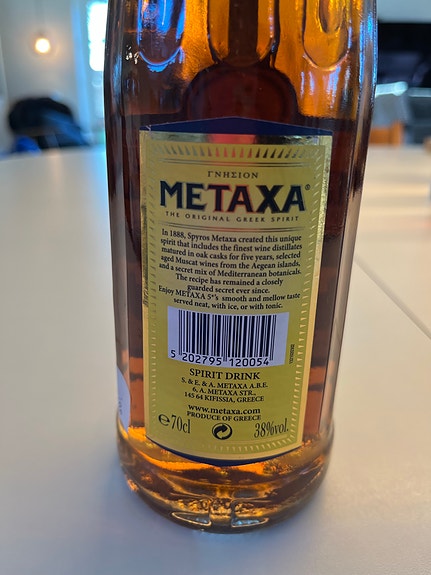 ΓΝΗΣΙΟΝ
METAXA®
THE ORIGINAL GREEK SPIRIT
In 1888, Spyros Metaxa created this unique
spirit that includes the finest wine distillates
matured in oak casks for five years, selected
aged Muscat wines from the Aegean islands,
and a secret mix of Mediterranean botanicals.
The recipe has remained a closely
guarded secret ever since.
Enjoy METAXA 5*'s smooth and mellow taste
served neat, with ice, or with tonic.
5 202795 120054
SPIRIT DRINK
S. & E. & A. METAXA A.B.E.
6, A. METAXA STR.,
145 64 KIFISSIA, GREECE
www.metaxa.com
PRODUCE OF GREECE
℮70cl 38%vol.